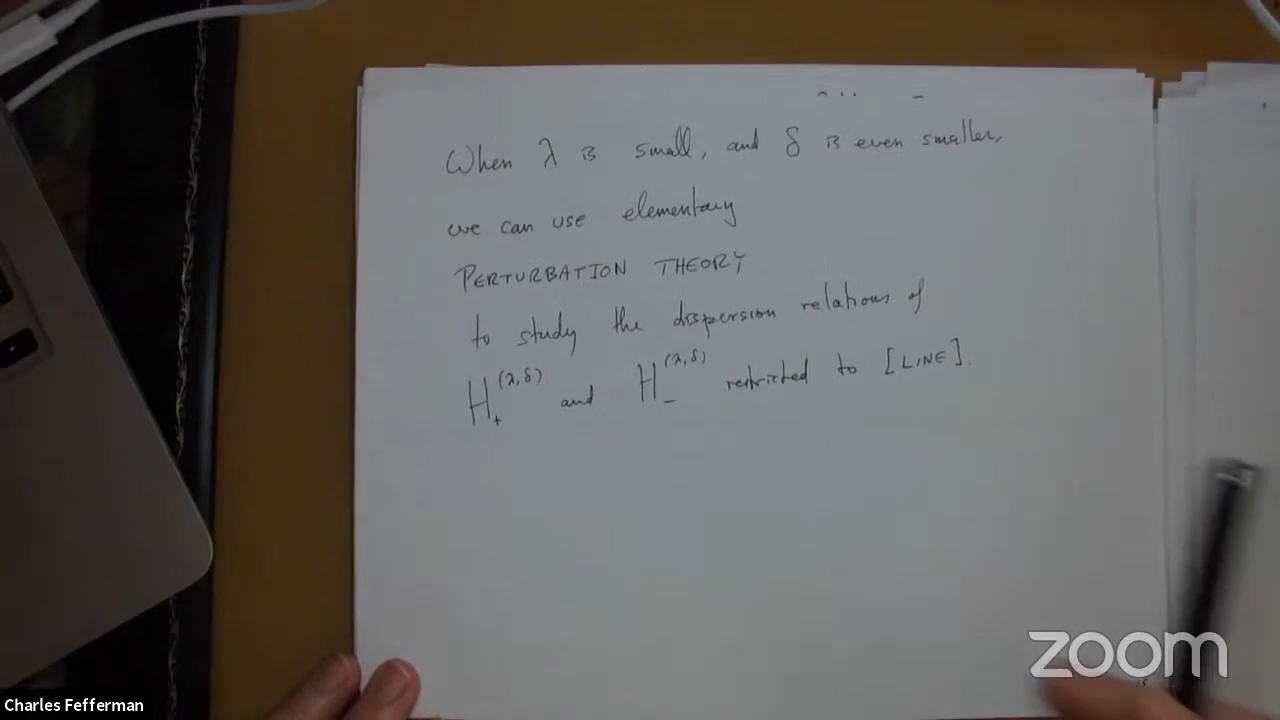 When λ is small, and δ is even smaller,
we can use elementary
PERTURBATION THEORY
to study the dispersion relations of
H₊^(λ,δ) and H₋^(λ,δ) restricted to [LINE].
zoom
15
Charles Fefferman